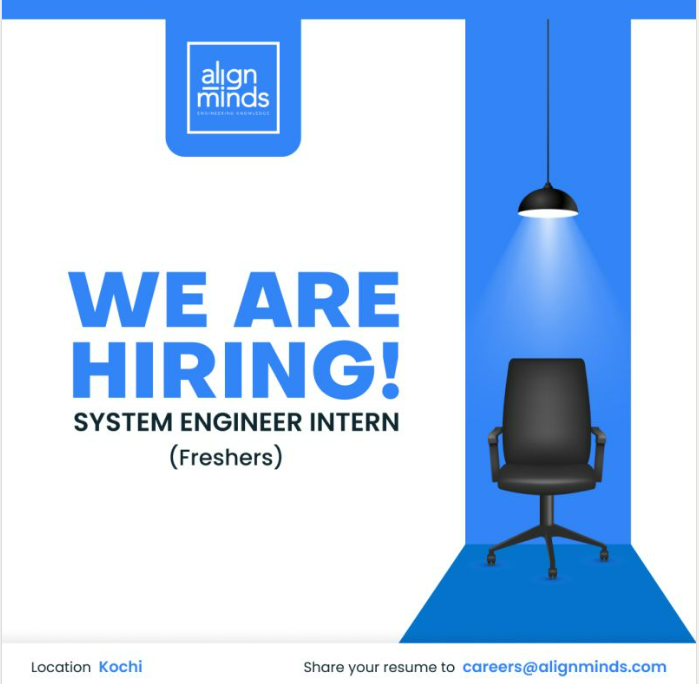 align
minds
ENGINEERING KNOWLEDGE
WE ARE
HIRING!
SYSTEM ENGINEER INTERN
(Freshers)
Location Kochi
Share your resume to careers@alignminds.com